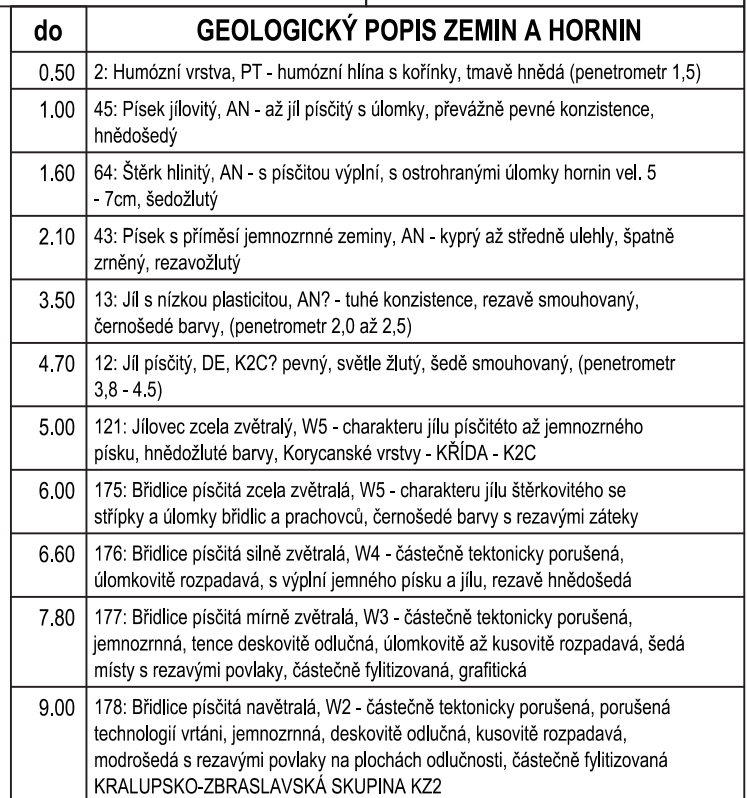 do GEOLOGICKÝ POPIS ZEMIN A HORNIN
0.50 2: Humózní vrstva, PT - humózní hlína s kořínky, tmavě hnědá (penetrometr 1,5)
1.00 45: Písek jílovitý, AN - až jíl písčitý s úlomky, převážně pevné konzistence,
hnědošedý
1.60 64: Štěrk hlinitý, AN - s písčitou výplní, s ostrohranými úlomky hornin vel. 5
- 7cm, šedožlutý
2.10 43: Písek s příměsí jemnozrnné zeminy, AN - kyprý až středně ulehly, špatně
zrněný, rezavožlutý
3.50 13: Jíl s nízkou plasticitou, AN? - tuhé konzistence, rezavě smouhovaný,
černošedé barvy, (penetrometr 2,0 až 2,5)
4.70 12: Jíl písčitý, DE, K2C? pevný, světle žlutý, šedě smouhovaný, (penetrometr
3,8 - 4.5)
5.00 121: Jílovec zcela zvětralý, W5 - charakteru jílu písčitéto až jemnozrného
písku, hnědožluté barvy, Korycanské vrstvy - KŘÍDA - K2C
6.00 175: Břidlice písčitá zcela zvětralá, W5 - charakteru jílu štěrkovitého se
střípky a úlomky břidlic a prachovců, černošedé barvy s rezavými záteky
6.60 176: Břidlice písčitá silně zvětralá, W4 - částečně tektonicky porušená,
úlomkovitě rozpadavá, s výplní jemného písku a jílu, rezavě hnědošedá
7.80 177: Břidlice písčitá mírně zvětralá, W3 - částečně tektonicky porušená,
jemnozrnná, tence deskovitě odlučná, úlomkovitě až kusovitě rozpadavá, šedá
místy s rezavými povlaky, částečně fylitizovaná, grafitická
9.00 178: Břidlice písčitá navětralá, W2 - částečně tektonicky porušená, porušená
technologií vrtáni, jemnozrnná, deskovitě odlučná, kusovitě rozpadavá,
modrošedá s rezavými povlaky na plochách odlučnosti, částečně fylitizovaná
KRALUPSKO-ZBRASLAVSKÁ SKUPINA KZ2